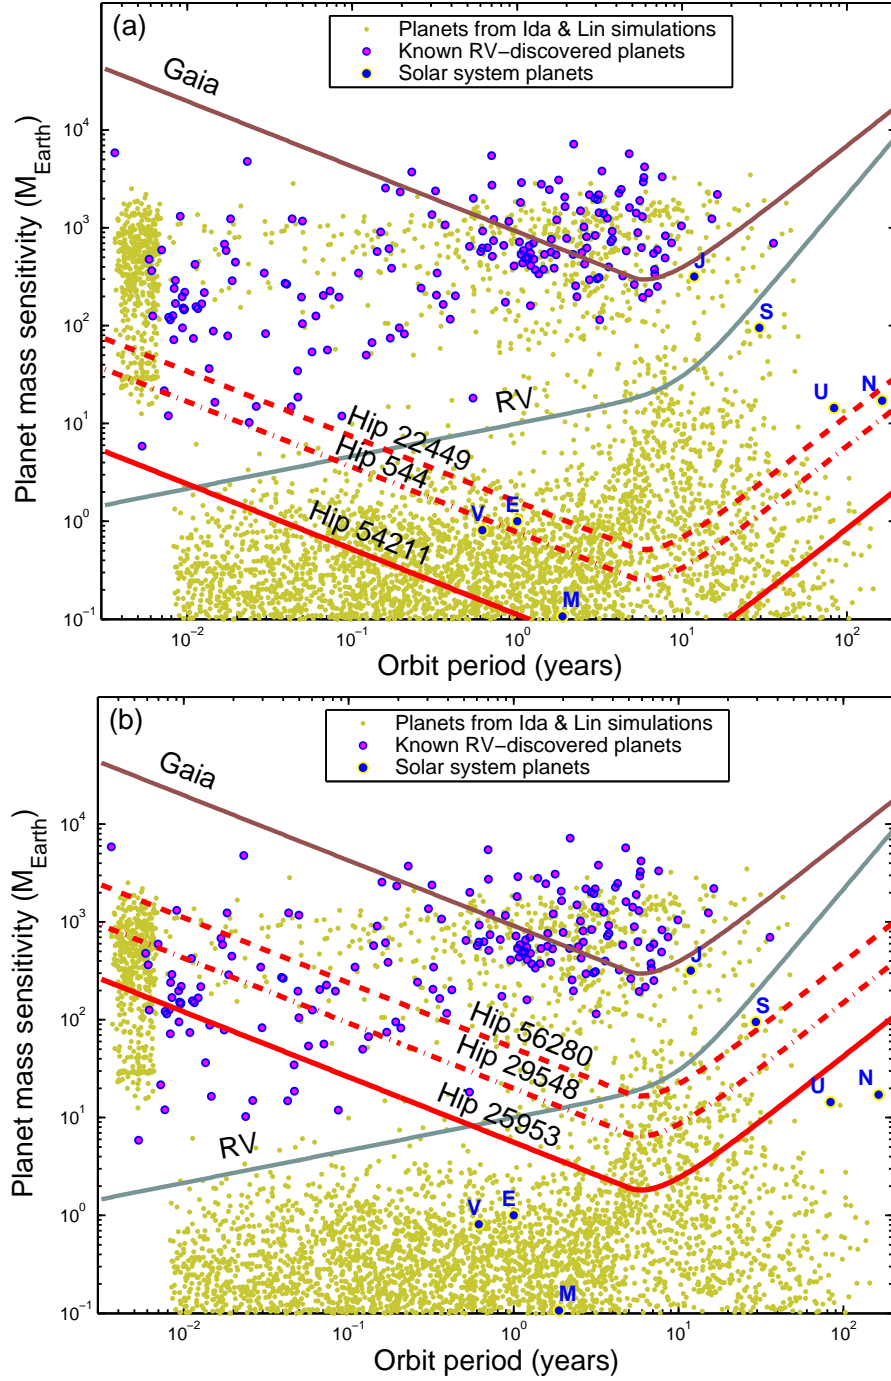 (a)
Planets from Ida & Lin simulations
Known RV−discovered planets
Solar system planets
Gaia
RV
Hip 22449
Hip 544
Hip 54211
J
S
U
N
V
E
M
10^4
10^3
10^2
10^1
10^0
10^−1
Planet mass sensitivity (M_Earth)
10^−2
10^−1
10^0
10^1
10^2
Orbit period (years)
(b)
Planets from Ida & Lin simulations
Known RV−discovered planets
Solar system planets
Gaia
RV
Hip 56280
Hip 29548
Hip 25953
J
S
U
N
V
E
M
10^4
10^3
10^2
10^1
10^0
10^−1
Planet mass sensitivity (M_Earth)
10^−2
10^−1
10^0
10^1
10^2
Orbit period (years)